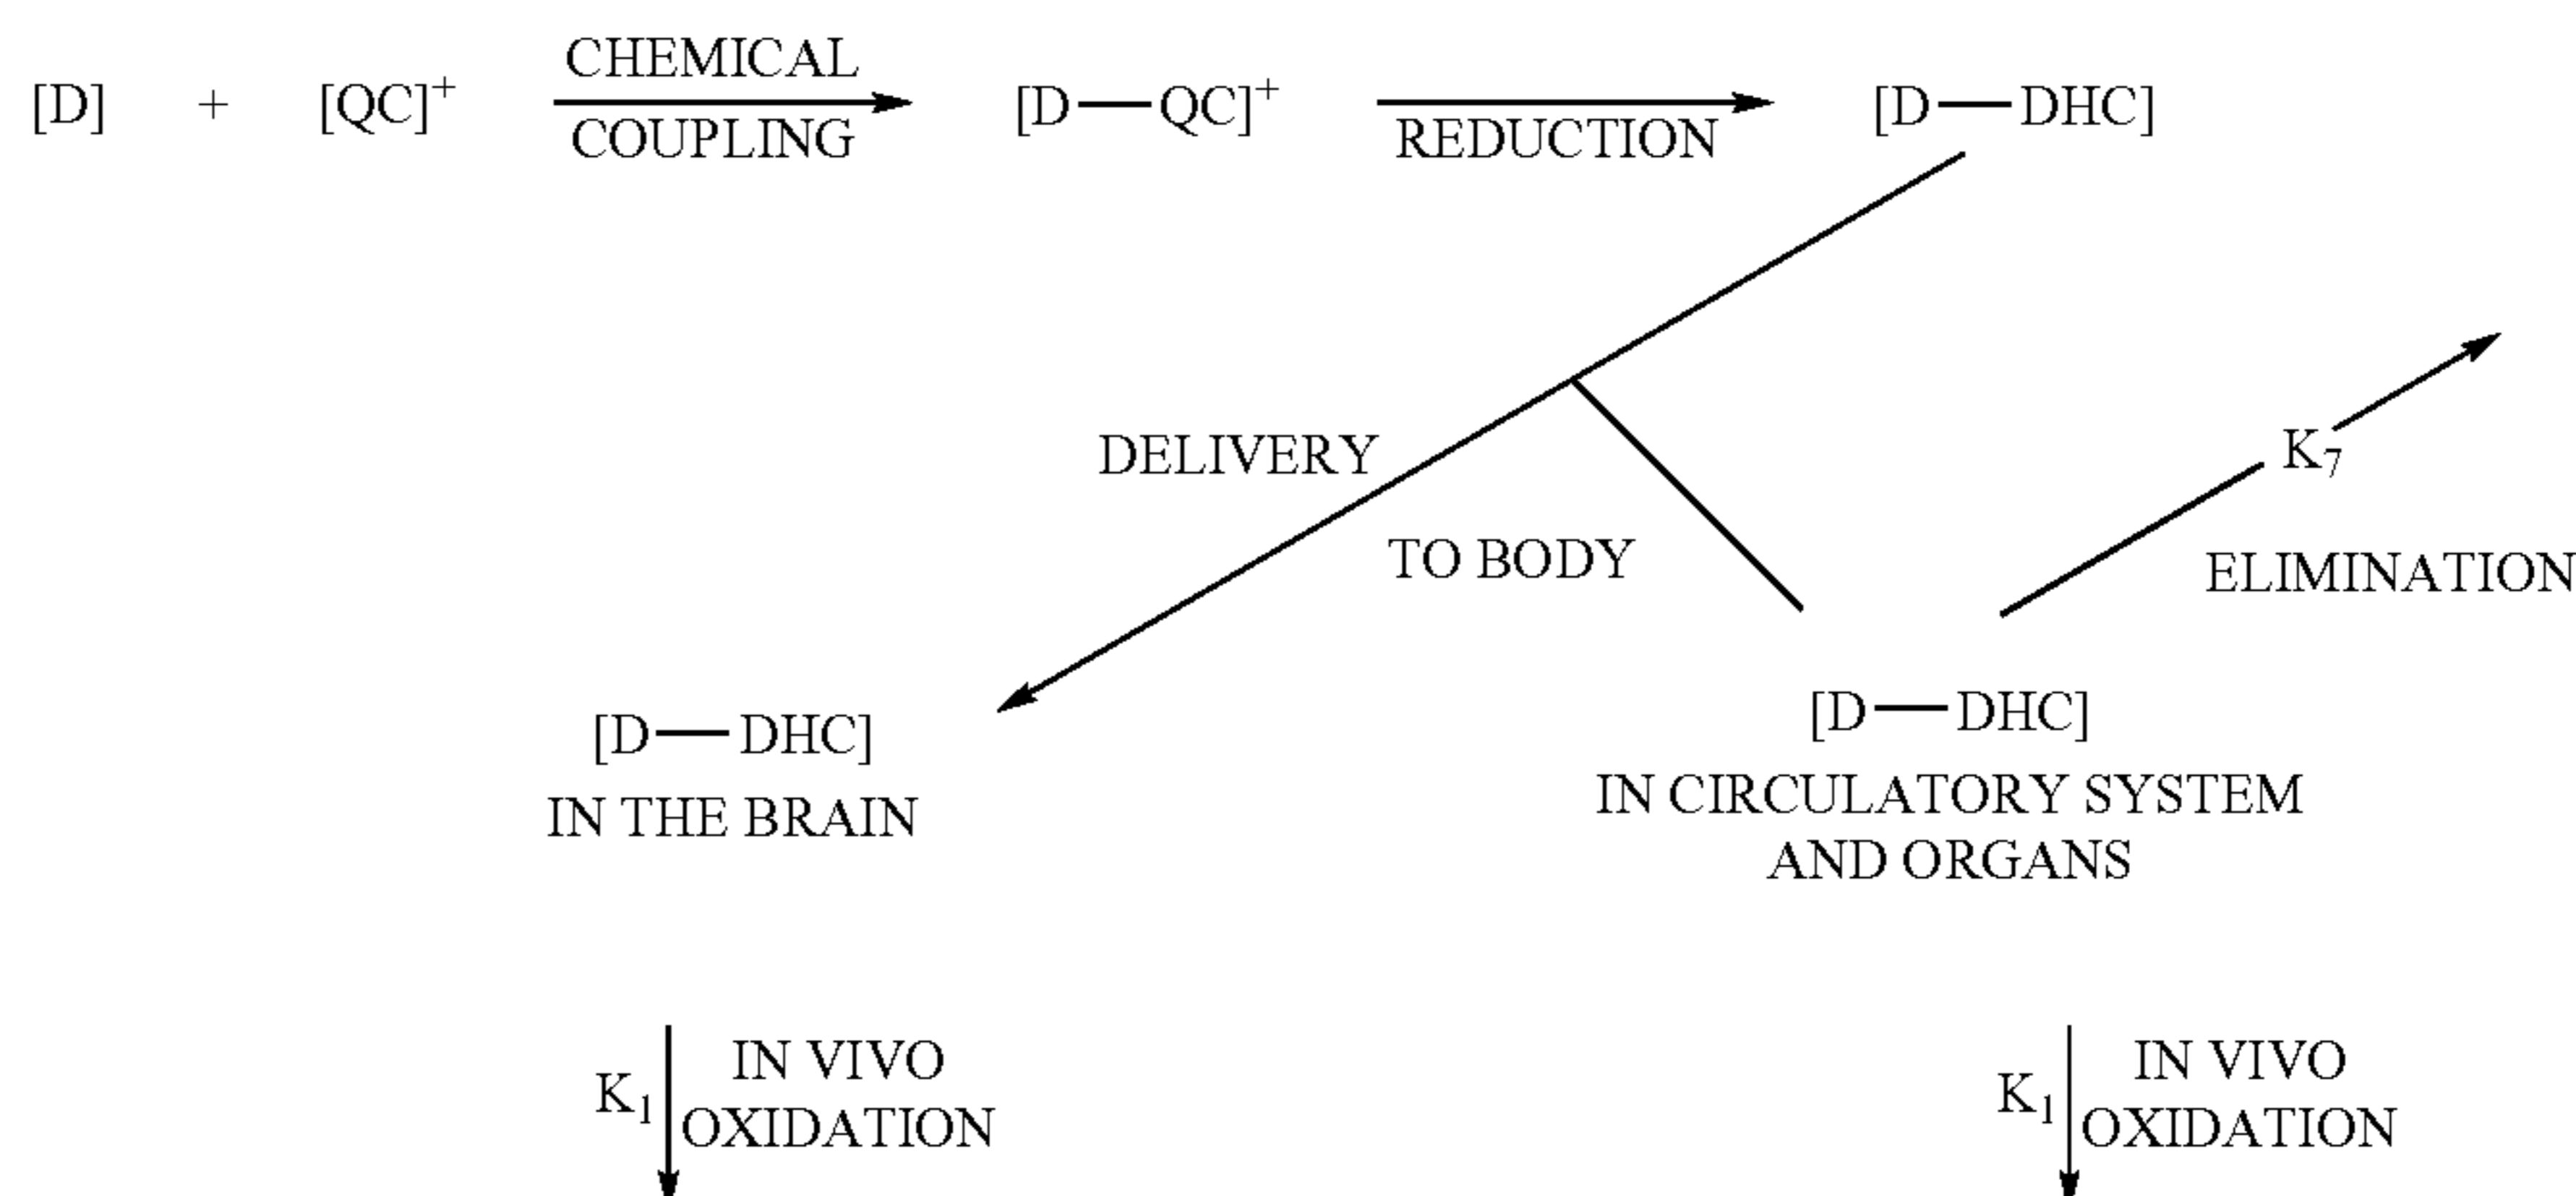 [D] + [QC]⁺ CHEMICAL COUPLING [D—QC]⁺ REDUCTION [D—DHC]
K₇
DELIVERY
TO BODY
ELIMINATION
[D—DHC]
IN THE BRAIN
[D—DHC]
IN CIRCULATORY SYSTEM
AND ORGANS
K₁
IN VIVO
OXIDATION
K₁
IN VIVO
OXIDATION